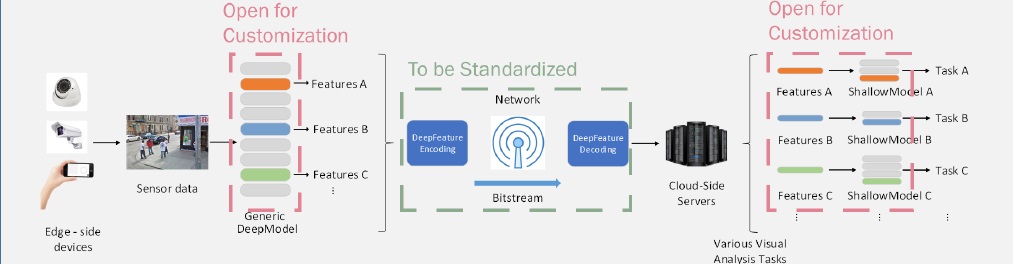 Open for
Customization
Features A
Features B
Features C
Sensor data
Generic
DeepModel
Edge - side
devices
To be Standardized
Network
DeepFeature
Encoding
DeepFeature
Decoding
Bitstream
Cloud-Side
Servers
Various Visual
Analysis Tasks
Open for
Customization
Features A
ShallowModel A
Task A
Features B
ShallowModel B
Task B
Features C
ShallowModel C
Task C